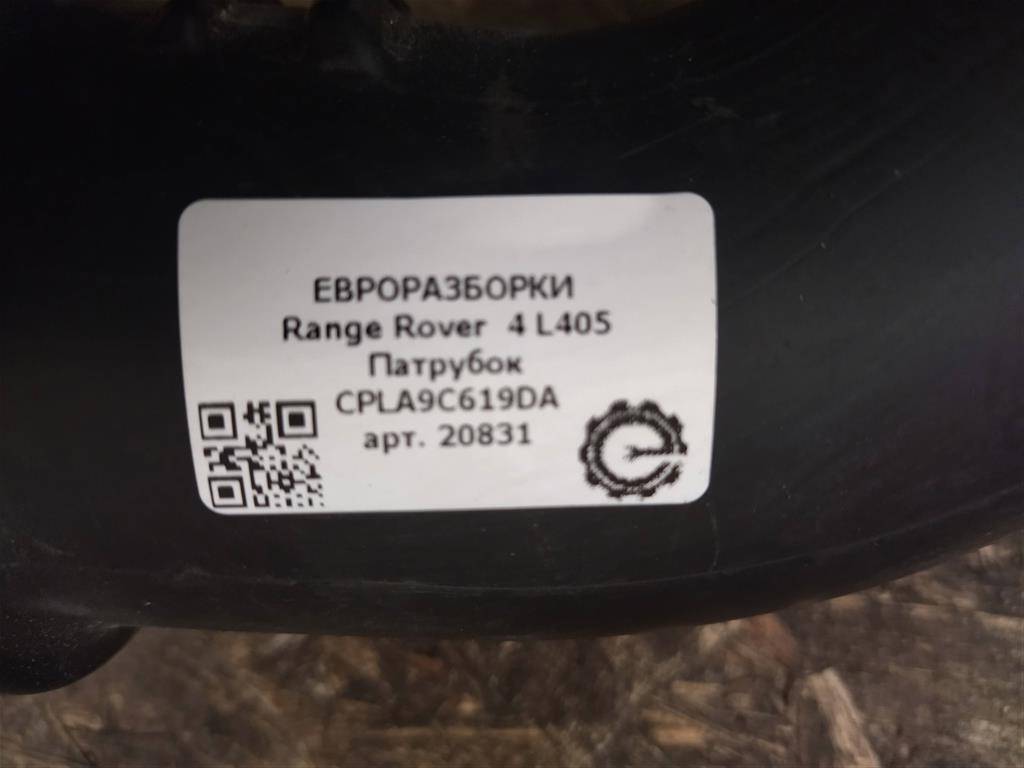 ЕВРОРАЗБОРКИ
Range Rover 4 L405
Патрубок
CPLA9C619DA
арт. 20831